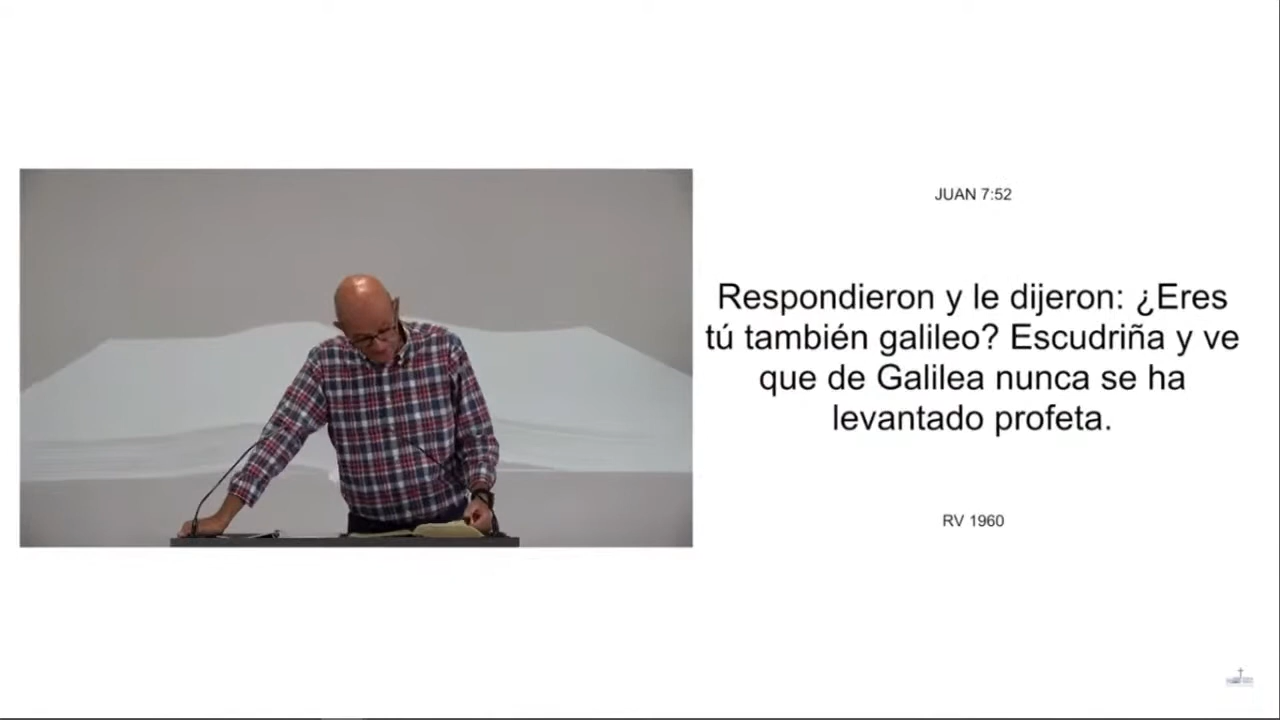 JUAN 7:52
Respondieron y le dijeron: ¿Eres
tú también galileo? Escudriña y ve
que de Galilea nunca se ha
levantado profeta.
RV 1960